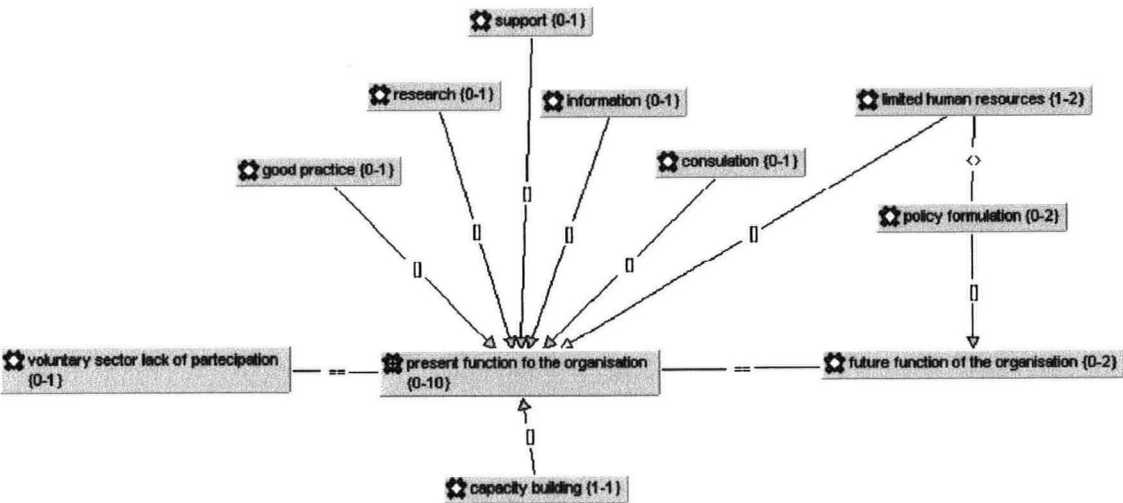 support {0-1}
research {0-1}
information {0-1}
limited human resources {1-2}
good practice {0-1}
consulation {0-1}
<>
policy formulation {0-2}
[]
[]
[]
[]
[]
[]
[]
voluntary sector lack of partecipation
{0-1}
==
present function fo the organisation
{0-10}
==
future function of the organisation {0-2}
[]
capacity building {1-1}